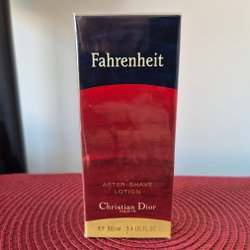 Fahrenheit
AFTER-SHAVE
LOTION
Christian Dior
PARIS
e 100 ml 3.4 US FL.OZ.